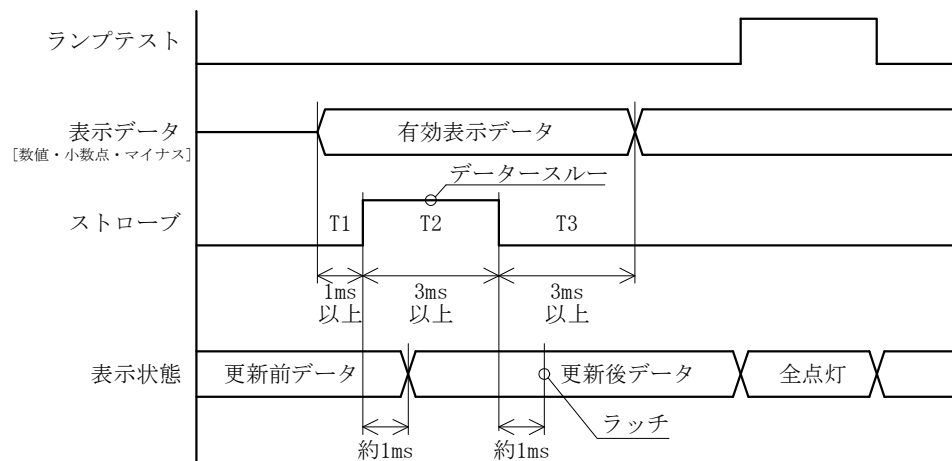 ランプテスト
表示データ
[数値・小数点・マイナス]
有効表示データ
データースルー
ストローブ
T1
T2
T3
1ms
以上
3ms
以上
3ms
以上
表示状態
更新前データ
更新後データ
全点灯
ラッチ
約1ms
約1ms